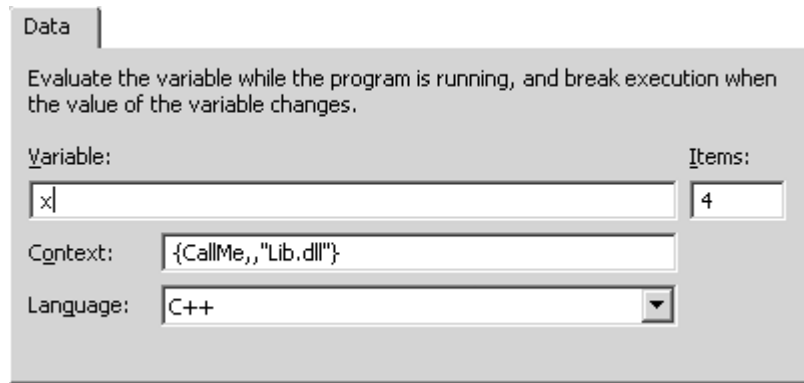 Data
Evaluate the variable while the program is running, and break execution when
the value of the variable changes.
Variable: Items:
x 4
Context: {CallMe,,"Lib.dll"}
Language: C++